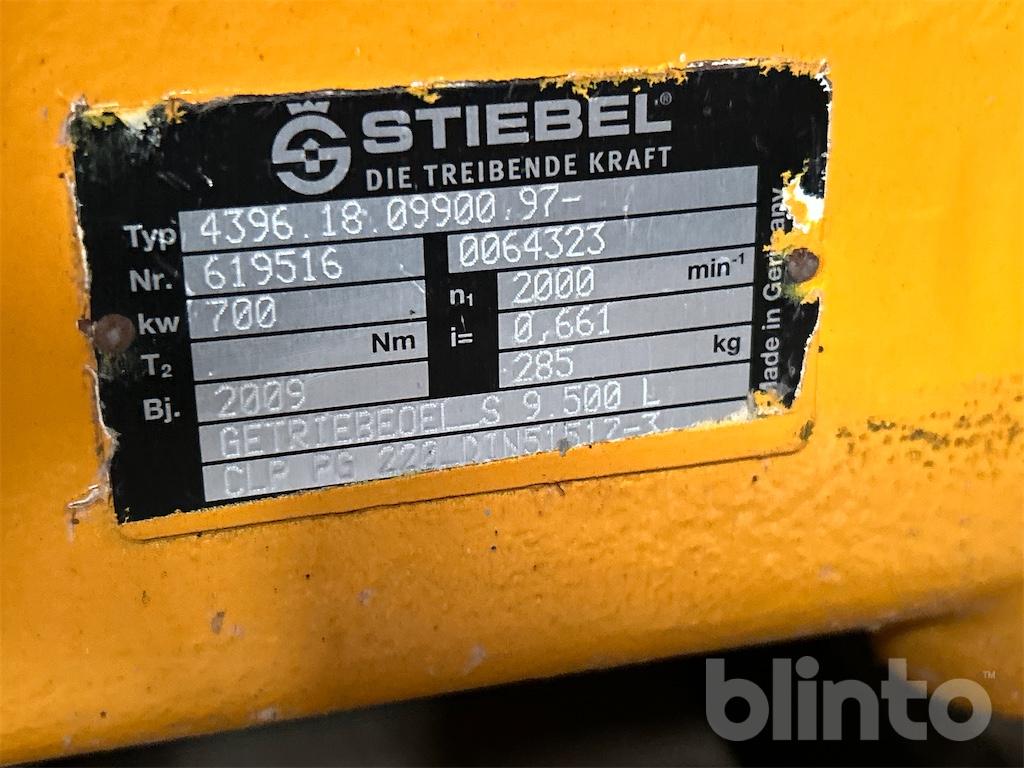 STIEBEL®
DIE TREIBENDE KRAFT
Typ 4396.18.09900.97-
Nr. 619516 0064323
kw 700 n1 2000 min-1
T2 Nm i= 0,661
Bj. 2009 285 kg
GETRIEBEOEL S 9.500 L
CLP PG 220 DIN51512-3
Made in Germany
blinto™